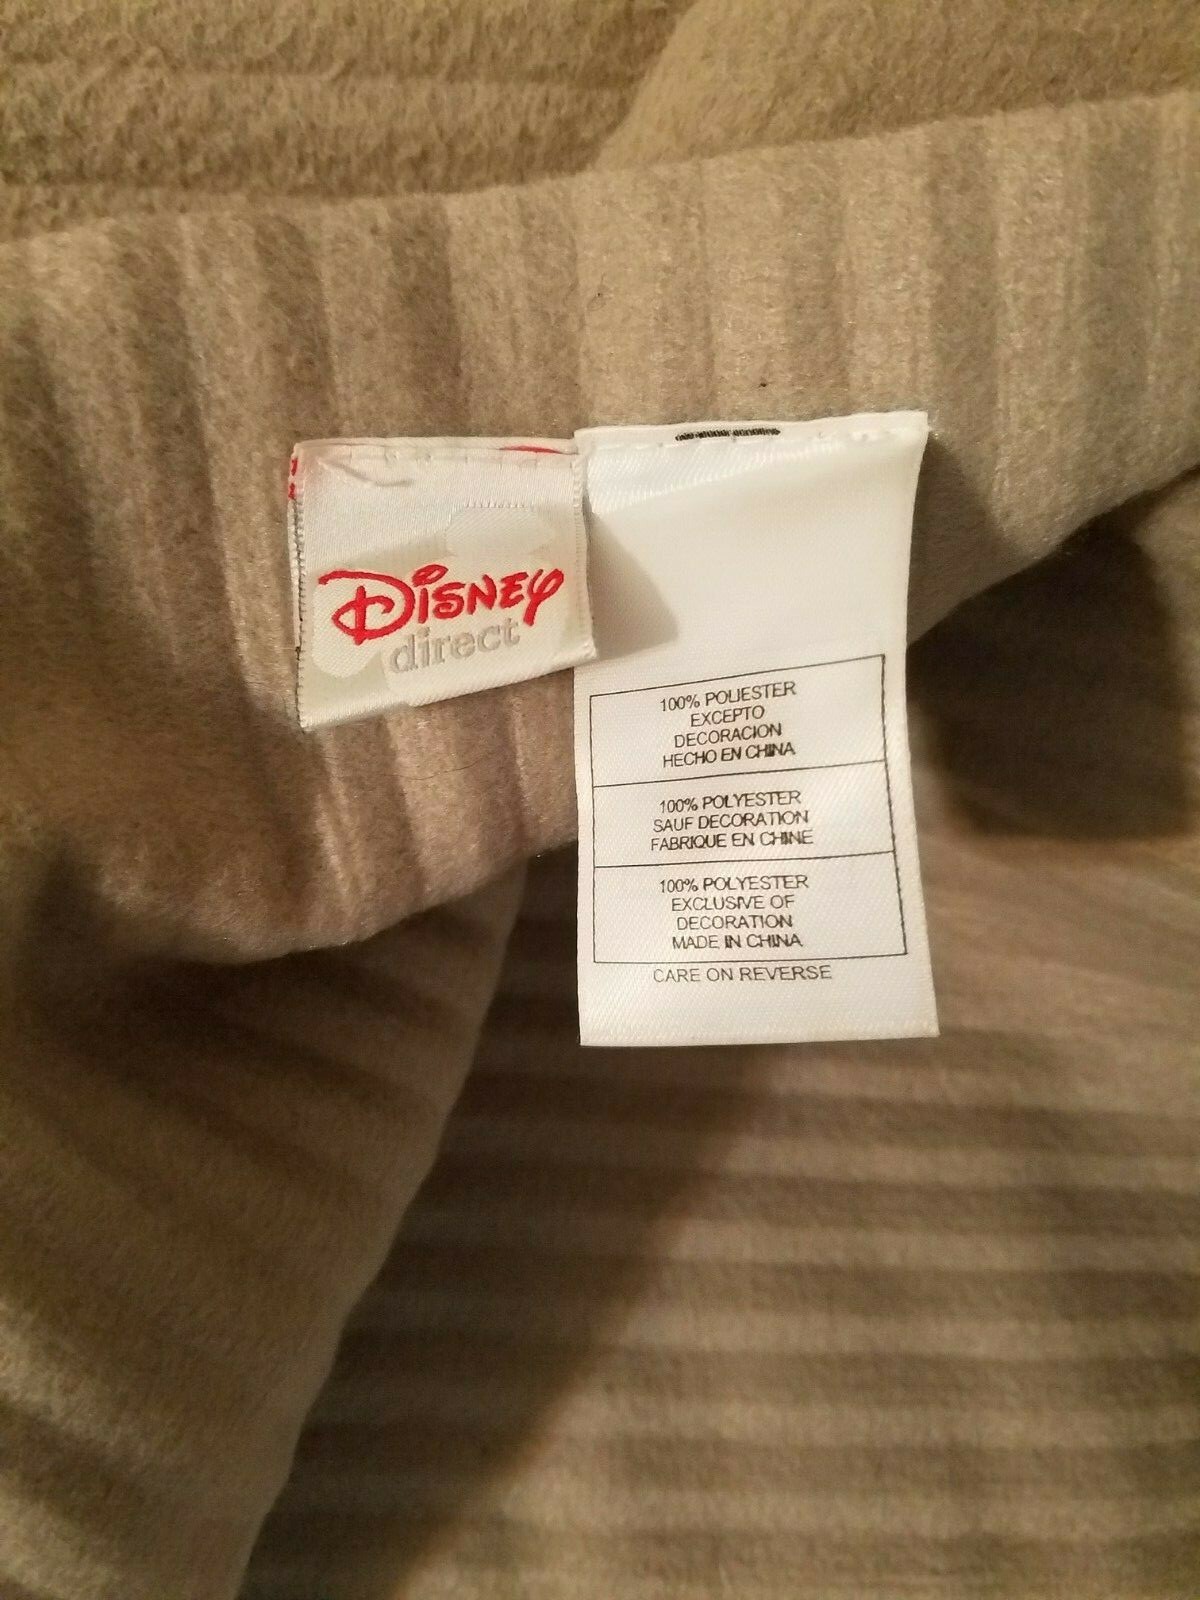 Disney
direct
100% POLIESTER
EXCEPTO
DECORACION
HECHO EN CHINA
100% POLYESTER
SAUF DECORATION
FABRIQUE EN CHINE
100% POLYESTER
EXCLUSIVE OF
DECORATION
MADE IN CHINA
CARE ON REVERSE